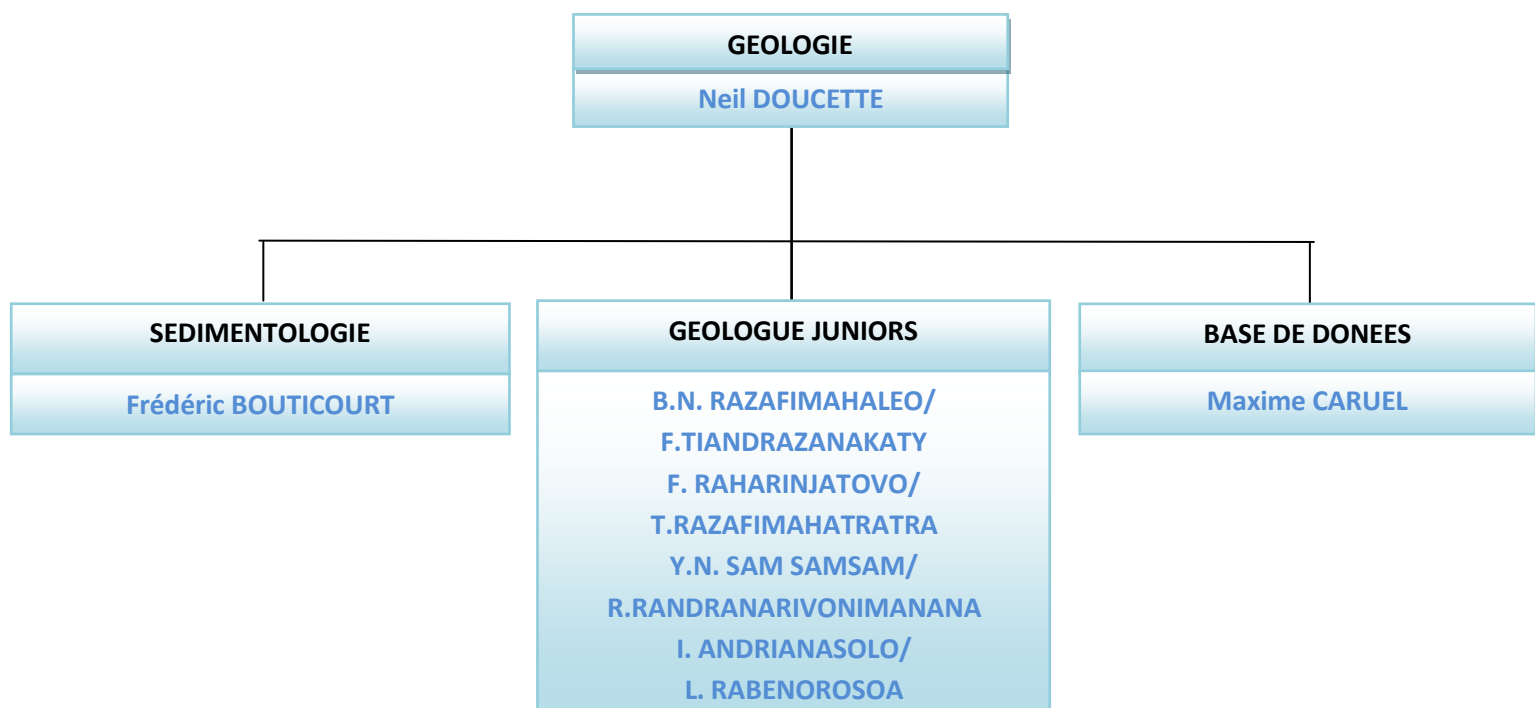 GEOLOGIE
Neil DOUCETTE
SEDIMENTOLOGIE
Frédéric BOUTICOURT
GEOLOGUE JUNIORS
B.N. RAZAFIMAHALEO/
F.TIANDRAZANAKATY
F. RAHARINJATOVO/
T.RAZAFIMAHATRATRA
Y.N. SAM SAMSAM/
R.RANDRANARIVONIMANANA
I. ANDRIANASOLO/
L. RABENOROSOA
BASE DE DONEES
Maxime CARUEL